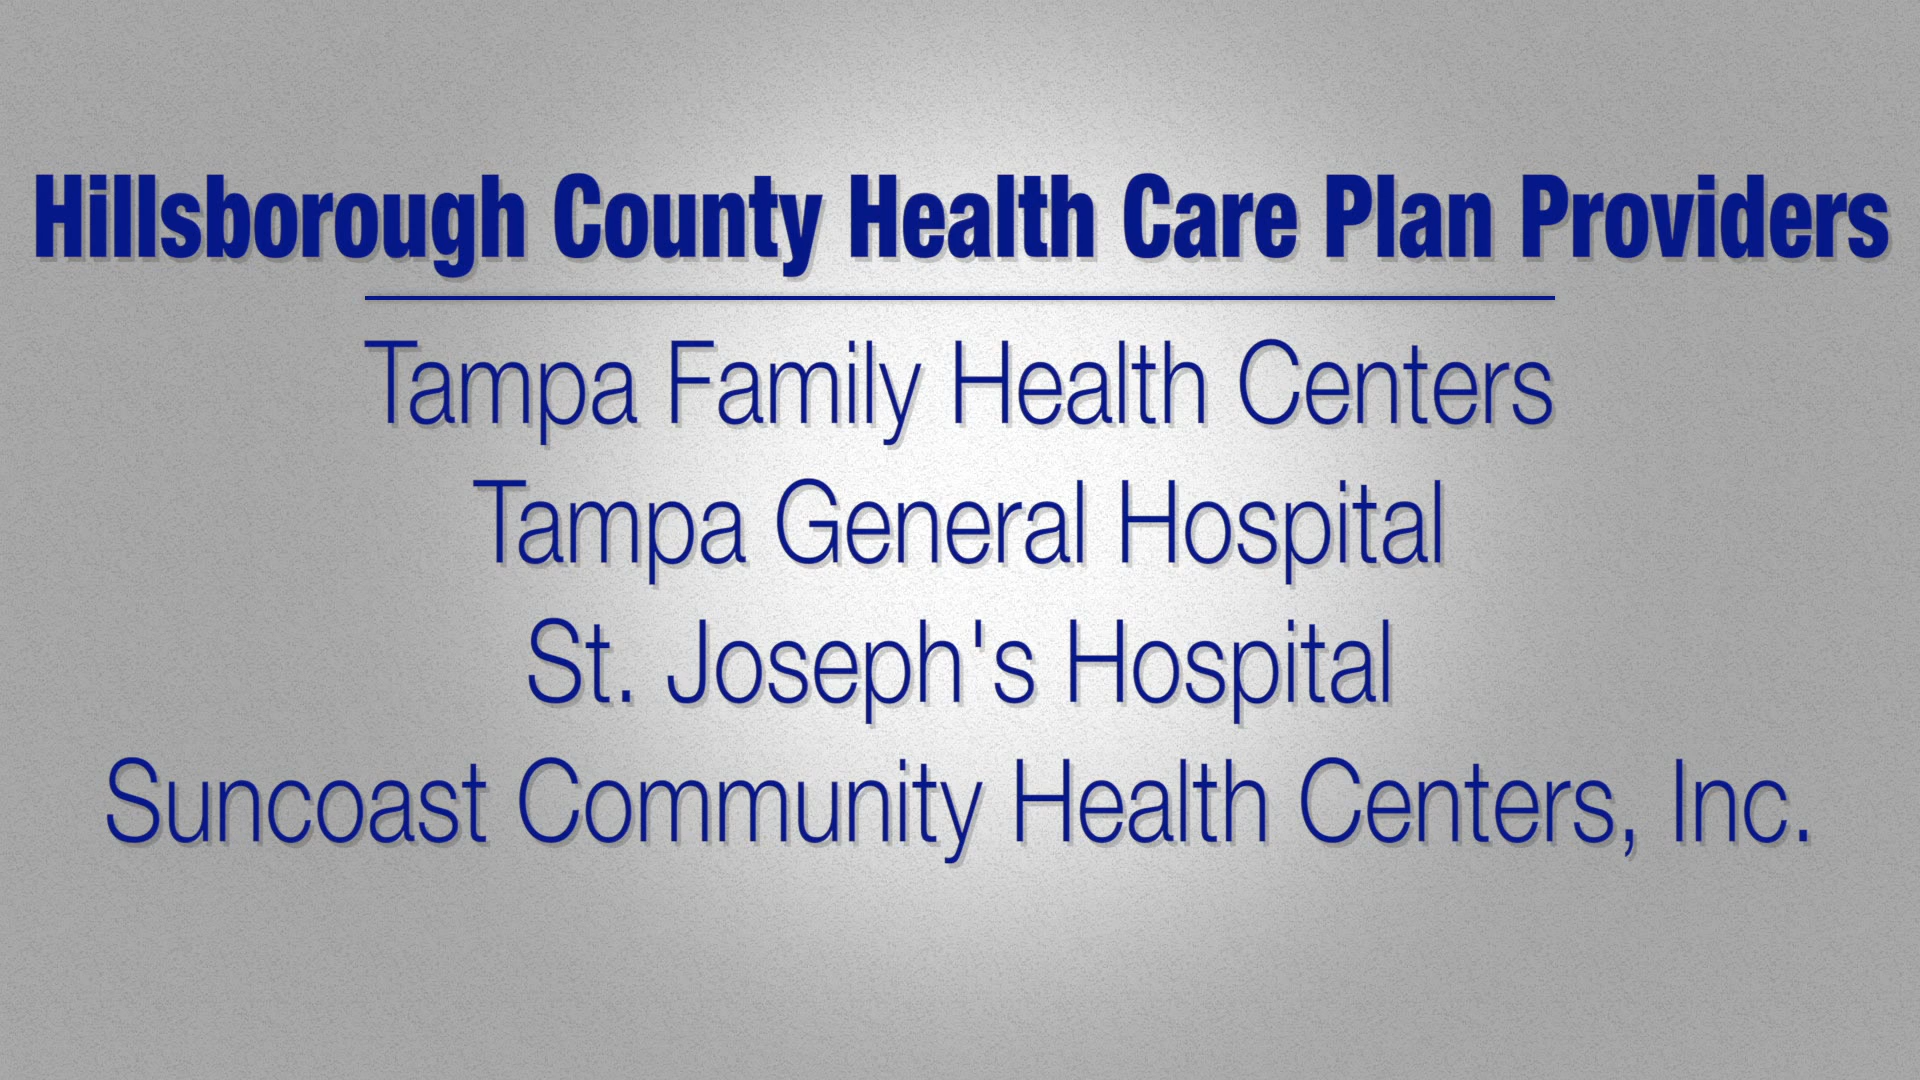 Hillsborough County Health Care Plan Providers
Tampa Family Health Centers
Tampa General Hospital
St. Joseph's Hospital
Suncoast Community Health Centers, Inc.